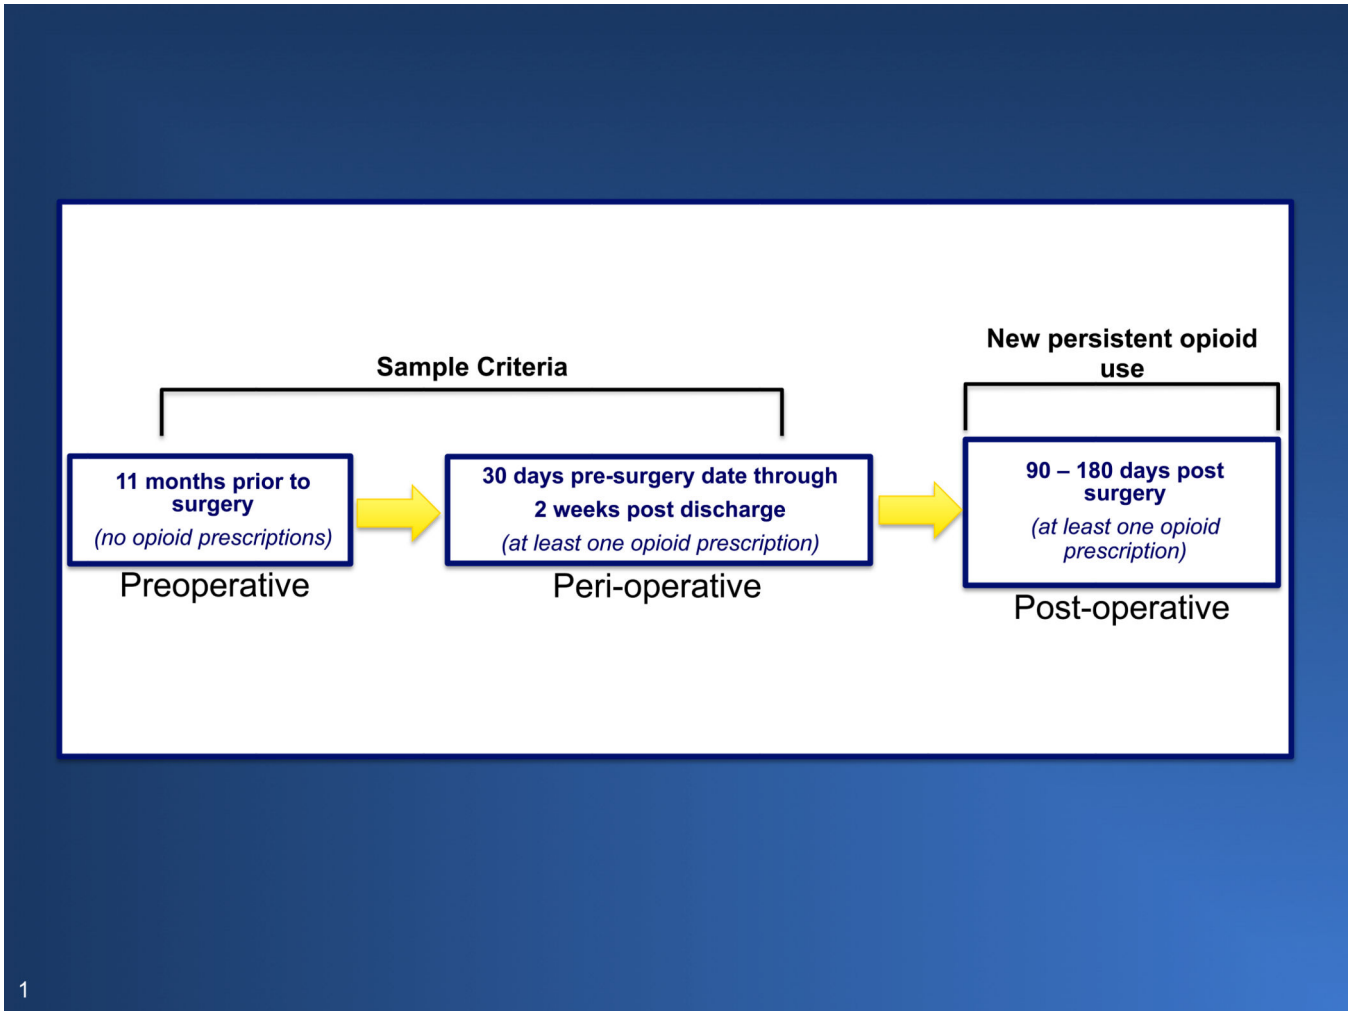 Sample Criteria
New persistent opioid
use
11 months prior to
surgery
(no opioid prescriptions)
Preoperative
30 days pre-surgery date through
2 weeks post discharge
(at least one opioid prescription)
Peri-operative
90 – 180 days post
surgery
(at least one opioid
prescription)
Post-operative
1